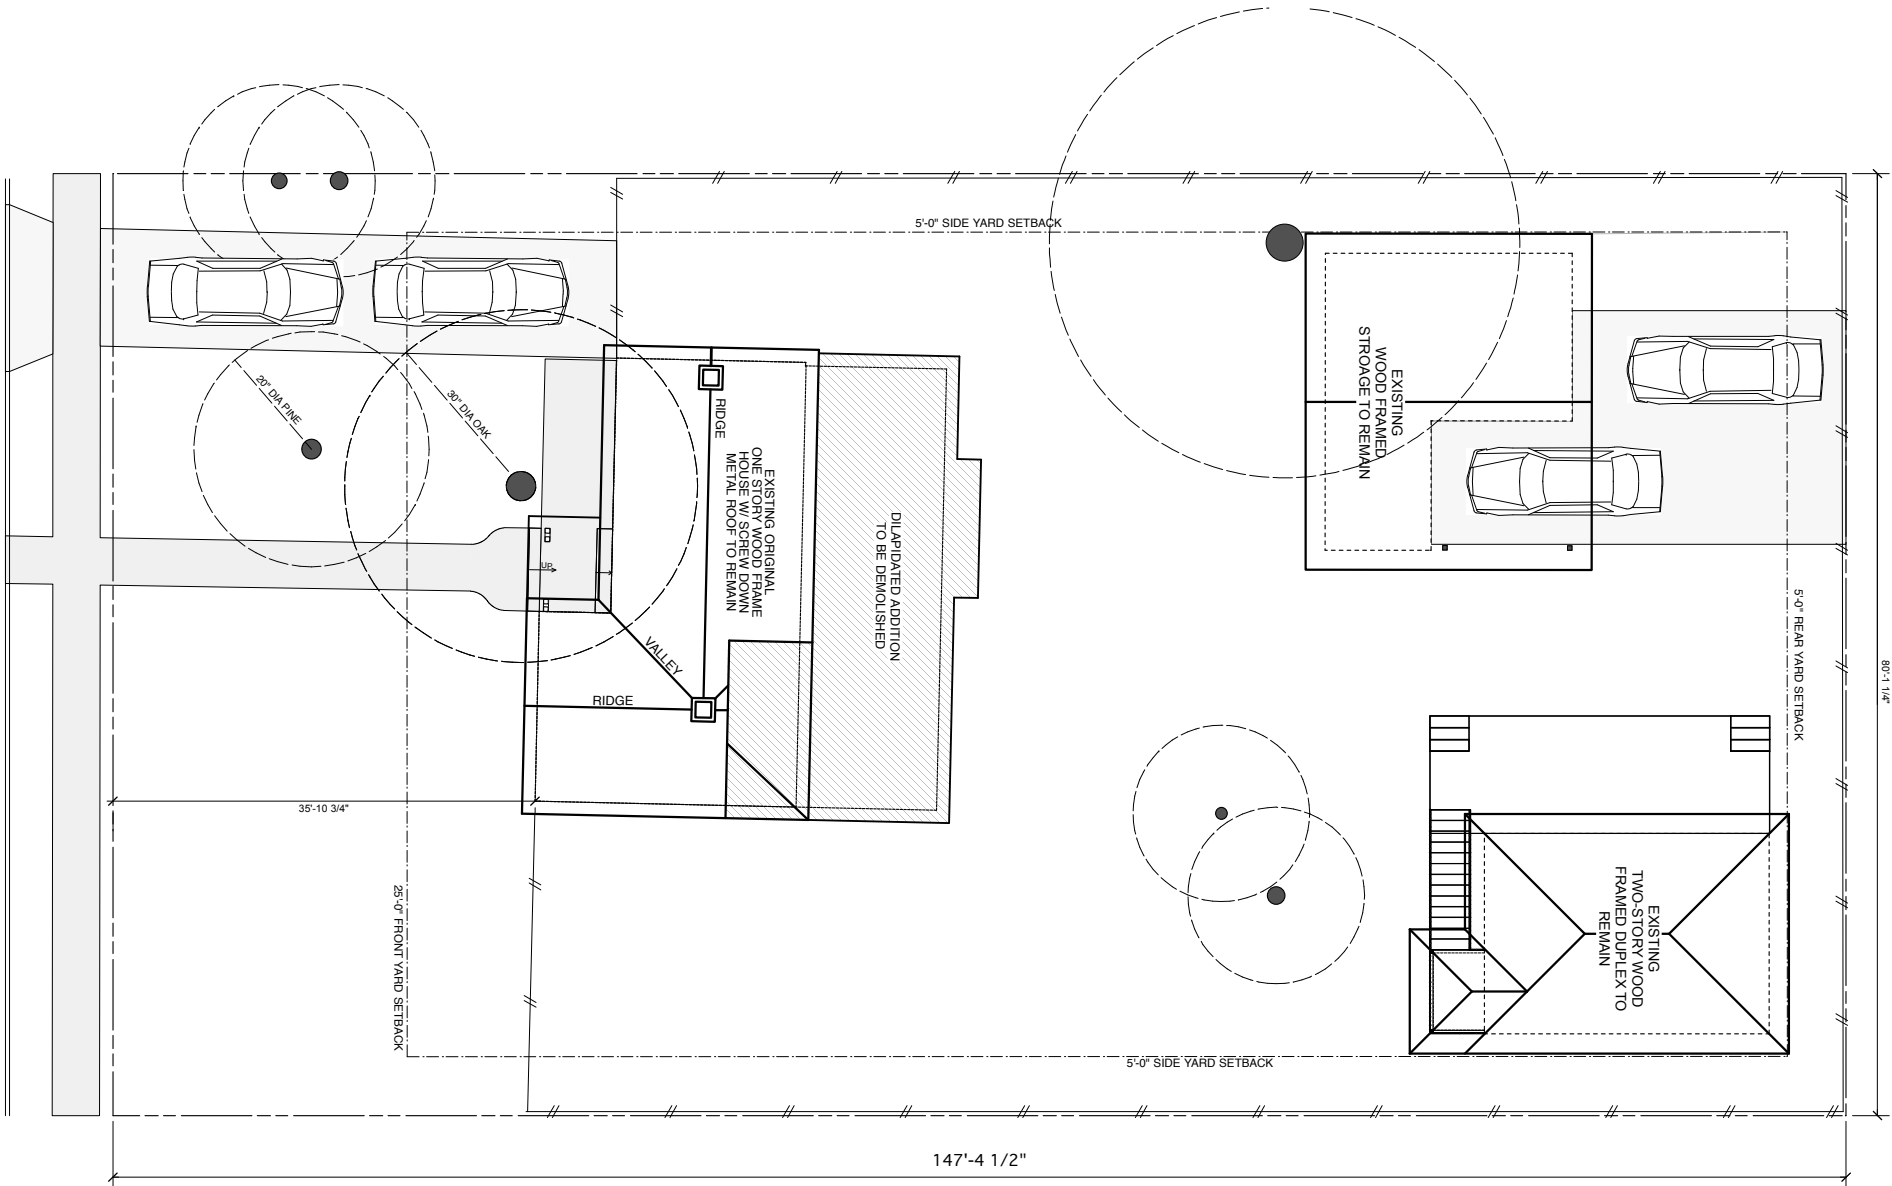 5'-0" SIDE YARD SETBACK
20" DIA PINE
30" DIA OAK
RIDGE
EXISTING ORIGINAL
ONE STORY WOOD FRAME
HOUSE W/ SCREW DOWN
METAL ROOF TO REMAIN
DILAPIDATED ADDITION
TO BE DEMOLISHED
EXISTING
WOOD FRAMED
STROAGE TO REMAIN
UP
VALLEY
RIDGE
5'-0" REAR YARD SETBACK
80'-1 1/4"
35'-10 3/4"
25'-0" FRONT YARD SETBACK
EXISTING
TWO-STORY WOOD
FRAMED DUPLEX TO
REMAIN
5'-0" SIDE YARD SETBACK
147'-4 1/2"